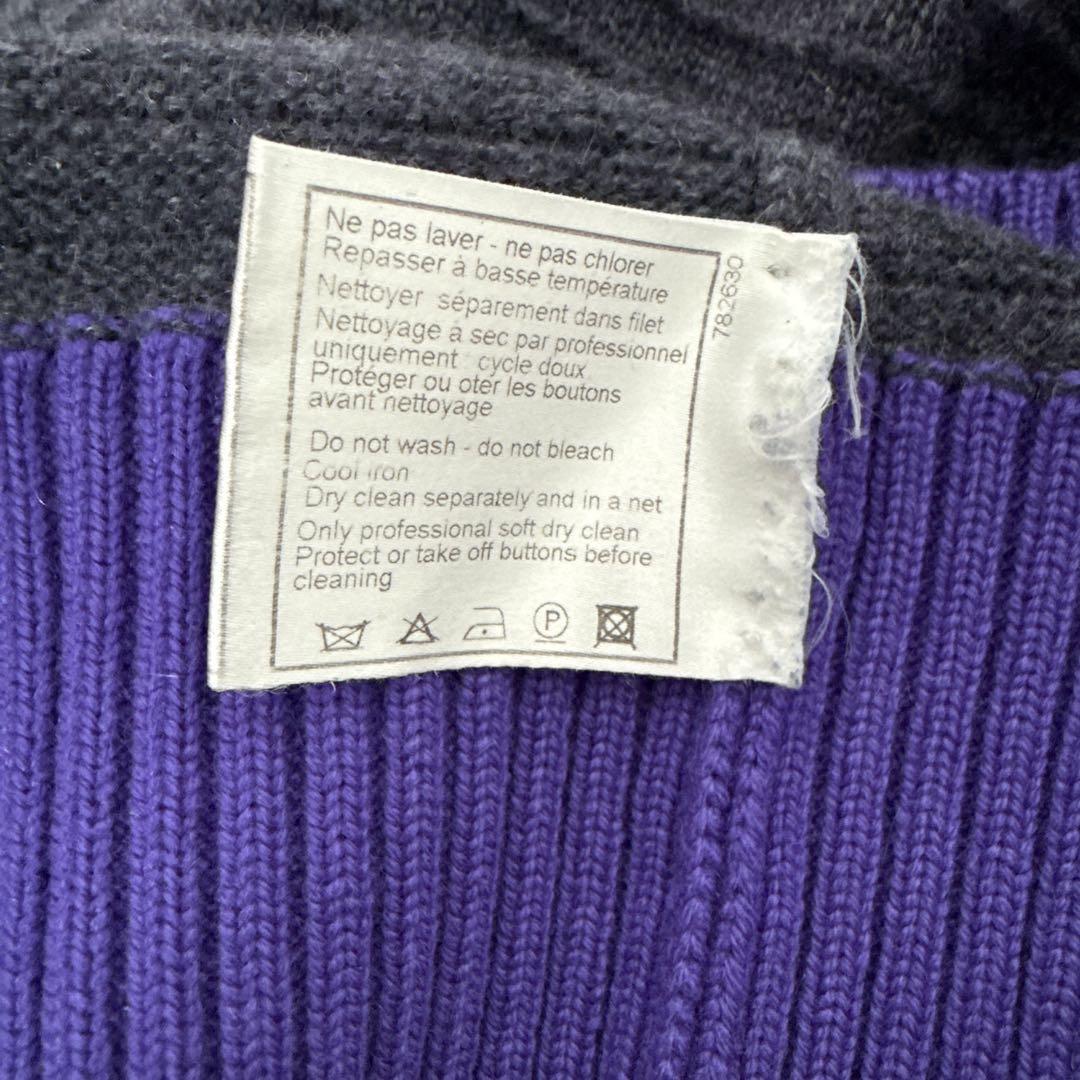 Ne pas laver - ne pas chlorer
Repasser à basse température
Nettoyer séparement dans filet
Nettoyage à sec par professionnel
uniquement cycle doux
Protéger ou oter les boutons
avant nettoyage
Do not wash - do not bleach
Cool iron
Dry clean separately and in a net
Only professional soft dry clean
Protect or take off buttons before
cleaning
P
782630